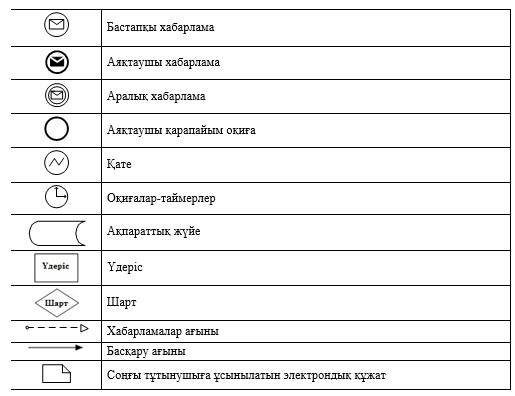 Бастапқы хабарлама
Аяқтаушы хабарлама
Аралық хабарлама
Аяқтаушы қарапайым оқиға
Қате
Оқиғалар-таймерлер
Ақпараттық жүйе
Үдеріс Үдеріс
Шарт Шарт
Хабарламалар ағыны
Басқару ағыны
Соңғы тұтынушыға ұсынылатын электрондық құжат